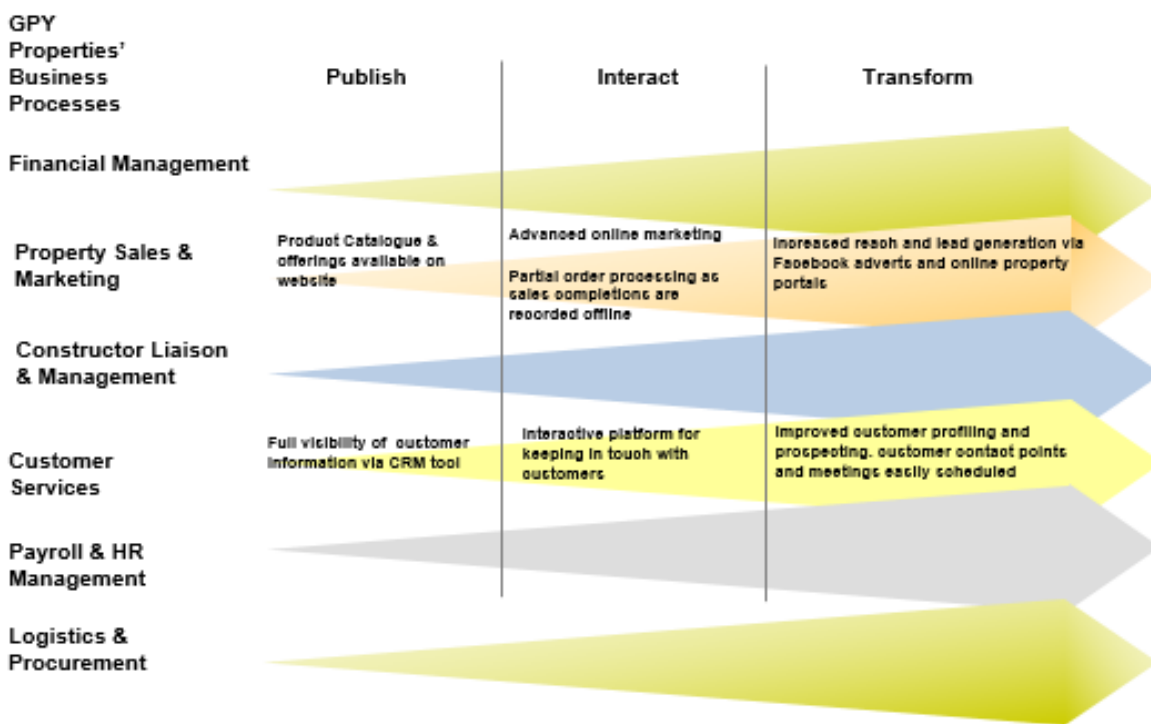 GPY
Properties'
Business
Processes
Publish
Interact
Transform
Financial Management
Property Sales &
Marketing
Product Catalogue &
offerings available on
website
Advanced online marketing
Partial order processing as
sales completions are
recorded offline
Increased reach and lead generation via
Facebook adverts and online property
portals
Constructor Liaison
& Management
Customer
Services
Full visibility of customer
information via CRM tool
Interactive platform for
keeping in touch with
customers
Improved customer profiling and
prospecting. customer contact points
and meetings easily scheduled
Payroll & HR
Management
Logistics &
Procurement